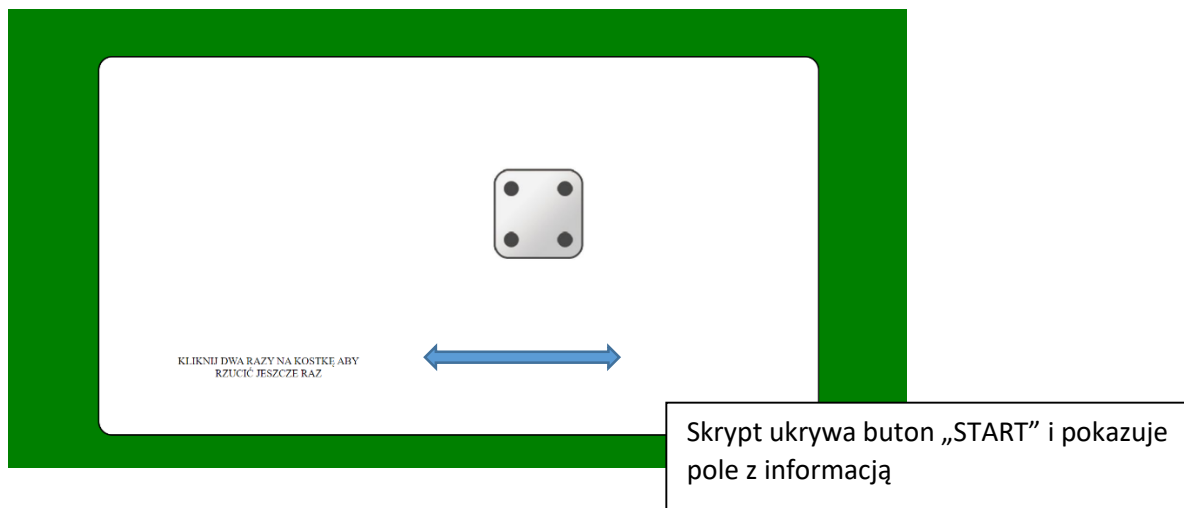 KLIKNIJ DWA RAZY NA KOSTKĘ ABY
RZUCIĆ JESZCZE RAZ
Skrypt ukrywa buton „START” i pokazuje
pole z informacją